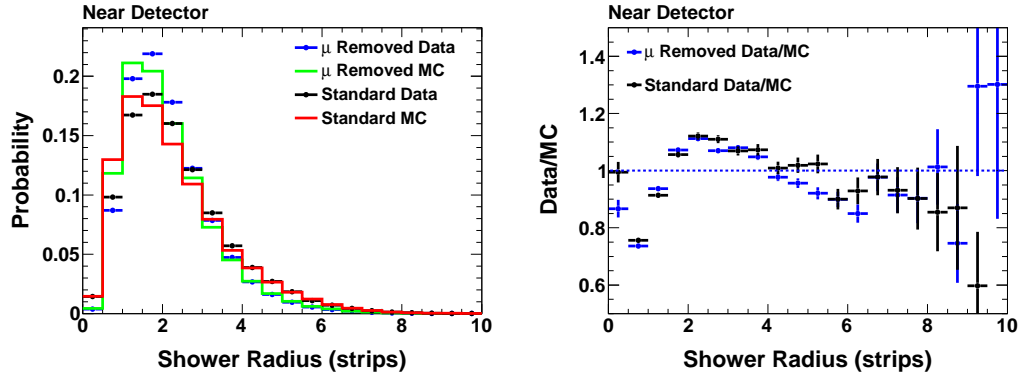 Near Detector
μ Removed Data
μ Removed MC
Standard Data
Standard MC
0.2
0.15
0.1
0.05
0
Probability
0 2 4 6 8 10
Shower Radius (strips)
Near Detector
μ Removed Data/MC
Standard Data/MC
1.4
1.2
1
0.8
0.6
Data/MC
0 2 4 6 8 10
Shower Radius (strips)